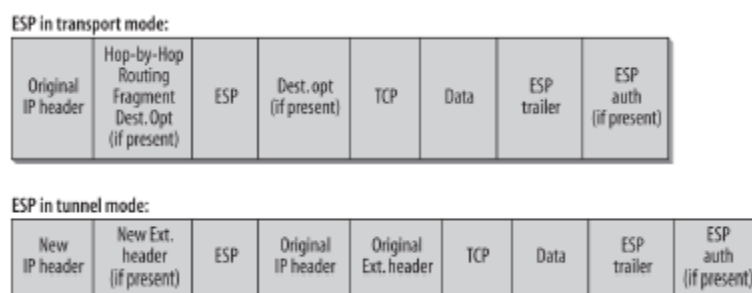 ESP in transport mode:
Original
IP header
Hop-by-Hop
Routing
Fragment
Dest. Opt
(if present)
ESP
Dest. opt
(if present)
TCP
Data
ESP
trailer
ESP
auth
(if present)
ESP in tunnel mode:
New
IP header
New Ext.
header
(if present)
ESP
Original
IP header
Original
Ext. header
TCP
Data
ESP
trailer
ESP
auth
(if present)